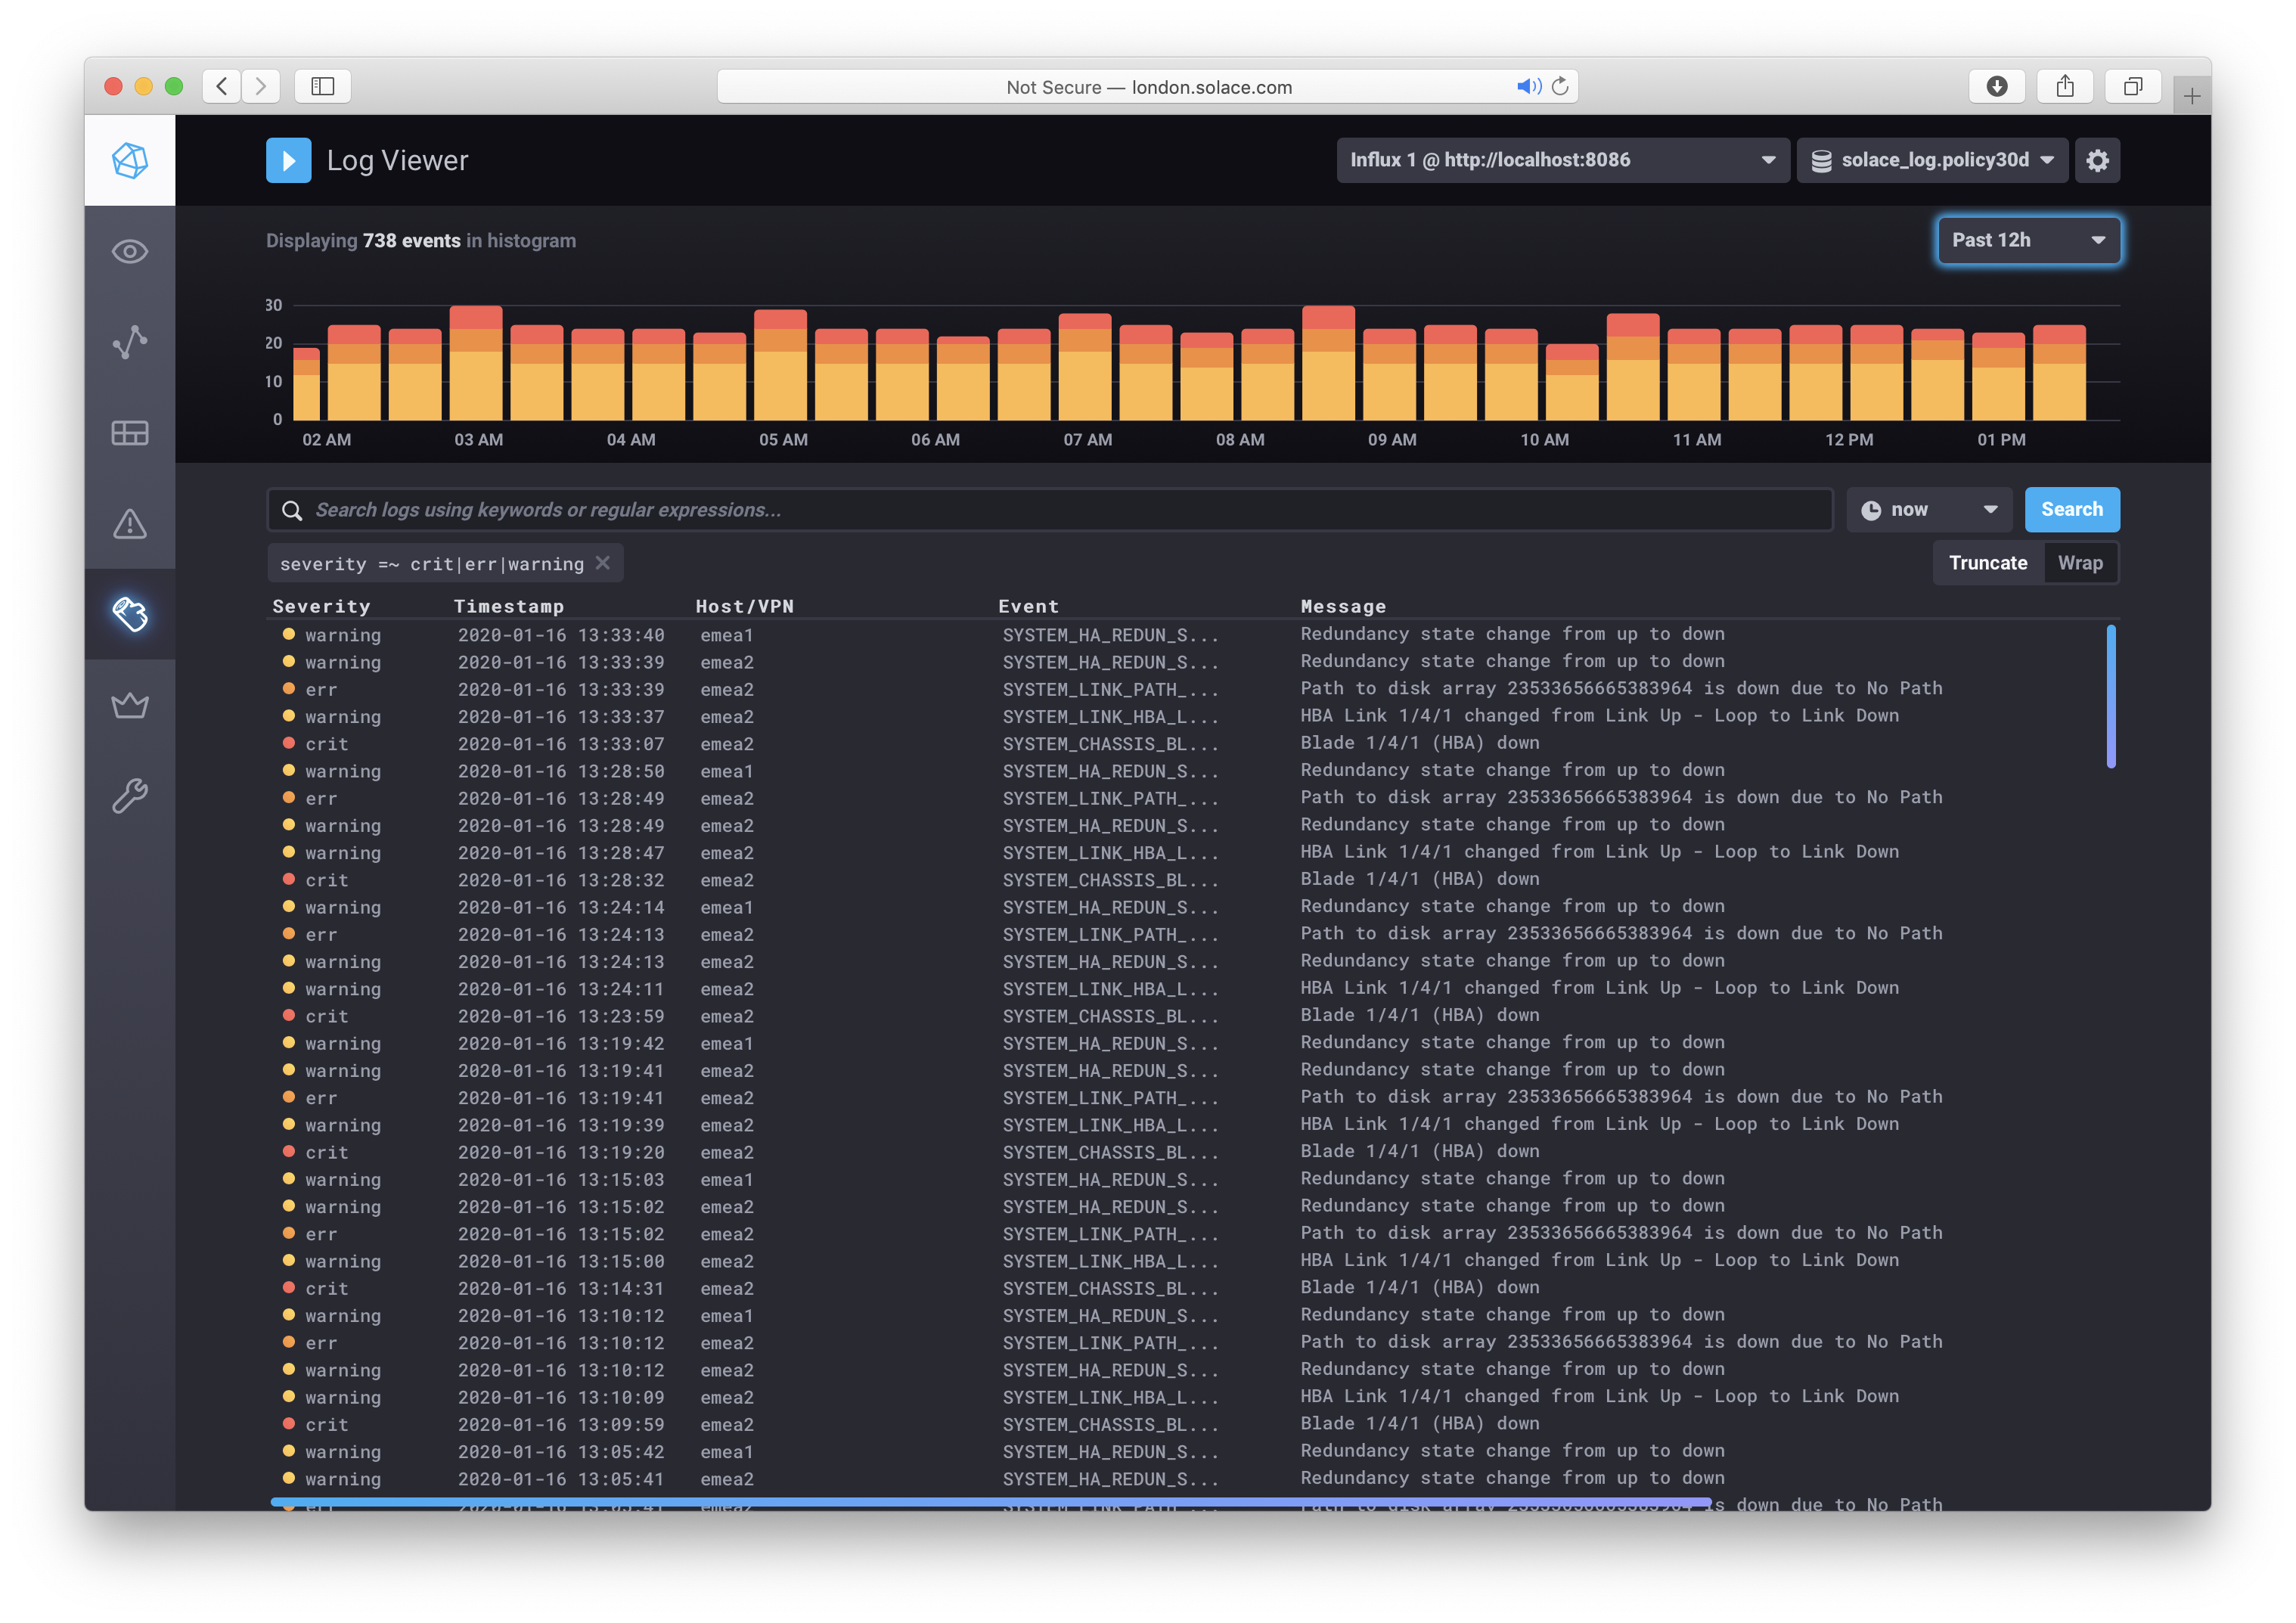 Not Secure — london.solace.com
Log Viewer
Influx 1 @ http://localhost:8086
solace_log.policy30d
Displaying 738 events in histogram
Past 12h
30
20
10
0
02 AM 03 AM 04 AM 05 AM 06 AM 07 AM 08 AM 09 AM 10 AM 11 AM 12 PM 01 PM
Search logs using keywords or regular expressions...
now
Search
severity =~ crit|err|warning
Truncate Wrap
Severity Timestamp Host/VPN Event Message
warning 2020-01-16 13:33:40 emea1 SYSTEM_HA_REDUN_S... Redundancy state change from up to down
warning 2020-01-16 13:33:39 emea2 SYSTEM_HA_REDUN_S... Redundancy state change from up to down
err 2020-01-16 13:33:39 emea2 SYSTEM_LINK_PATH_... Path to disk array 23533656665383964 is down due to No Path
warning 2020-01-16 13:33:37 emea2 SYSTEM_LINK_HBA_L... HBA Link 1/4/1 changed from Link Up - Loop to Link Down
crit 2020-01-16 13:33:07 emea2 SYSTEM_CHASSIS_BL... Blade 1/4/1 (HBA) down
warning 2020-01-16 13:28:50 emea1 SYSTEM_HA_REDUN_S... Redundancy state change from up to down
err 2020-01-16 13:28:49 emea2 SYSTEM_LINK_PATH_... Path to disk array 23533656665383964 is down due to No Path
warning 2020-01-16 13:28:49 emea2 SYSTEM_HA_REDUN_S... Redundancy state change from up to down
warning 2020-01-16 13:28:47 emea2 SYSTEM_LINK_HBA_L... HBA Link 1/4/1 changed from Link Up - Loop to Link Down
crit 2020-01-16 13:28:32 emea2 SYSTEM_CHASSIS_BL... Blade 1/4/1 (HBA) down
warning 2020-01-16 13:24:14 emea1 SYSTEM_HA_REDUN_S... Redundancy state change from up to down
err 2020-01-16 13:24:13 emea2 SYSTEM_LINK_PATH_... Path to disk array 23533656665383964 is down due to No Path
warning 2020-01-16 13:24:13 emea2 SYSTEM_HA_REDUN_S... Redundancy state change from up to down
warning 2020-01-16 13:24:11 emea2 SYSTEM_LINK_HBA_L... HBA Link 1/4/1 changed from Link Up - Loop to Link Down
crit 2020-01-16 13:23:59 emea2 SYSTEM_CHASSIS_BL... Blade 1/4/1 (HBA) down
warning 2020-01-16 13:19:42 emea1 SYSTEM_HA_REDUN_S... Redundancy state change from up to down
warning 2020-01-16 13:19:41 emea2 SYSTEM_HA_REDUN_S... Redundancy state change from up to down
err 2020-01-16 13:19:41 emea2 SYSTEM_LINK_PATH_... Path to disk array 23533656665383964 is down due to No Path
warning 2020-01-16 13:19:39 emea2 SYSTEM_LINK_HBA_L... HBA Link 1/4/1 changed from Link Up - Loop to Link Down
crit 2020-01-16 13:19:20 emea2 SYSTEM_CHASSIS_BL... Blade 1/4/1 (HBA) down
warning 2020-01-16 13:15:03 emea1 SYSTEM_HA_REDUN_S... Redundancy state change from up to down
warning 2020-01-16 13:15:02 emea2 SYSTEM_HA_REDUN_S... Redundancy state change from up to down
err 2020-01-16 13:15:02 emea2 SYSTEM_LINK_PATH_... Path to disk array 23533656665383964 is down due to No Path
warning 2020-01-16 13:15:00 emea2 SYSTEM_LINK_HBA_L... HBA Link 1/4/1 changed from Link Up - Loop to Link Down
crit 2020-01-16 13:14:31 emea2 SYSTEM_CHASSIS_BL... Blade 1/4/1 (HBA) down
warning 2020-01-16 13:10:12 emea1 SYSTEM_HA_REDUN_S... Redundancy state change from up to down
err 2020-01-16 13:10:12 emea2 SYSTEM_LINK_PATH_... Path to disk array 23533656665383964 is down due to No Path
warning 2020-01-16 13:10:12 emea2 SYSTEM_HA_REDUN_S... Redundancy state change from up to down
warning 2020-01-16 13:10:09 emea2 SYSTEM_LINK_HBA_L... HBA Link 1/4/1 changed from Link Up - Loop to Link Down
crit 2020-01-16 13:09:59 emea2 SYSTEM_CHASSIS_BL... Blade 1/4/1 (HBA) down
warning 2020-01-16 13:05:42 emea1 SYSTEM_HA_REDUN_S... Redundancy state change from up to down
warning 2020-01-16 13:05:41 emea2 SYSTEM_HA_REDUN_S... Redundancy state change from up to down
is down due to No Path